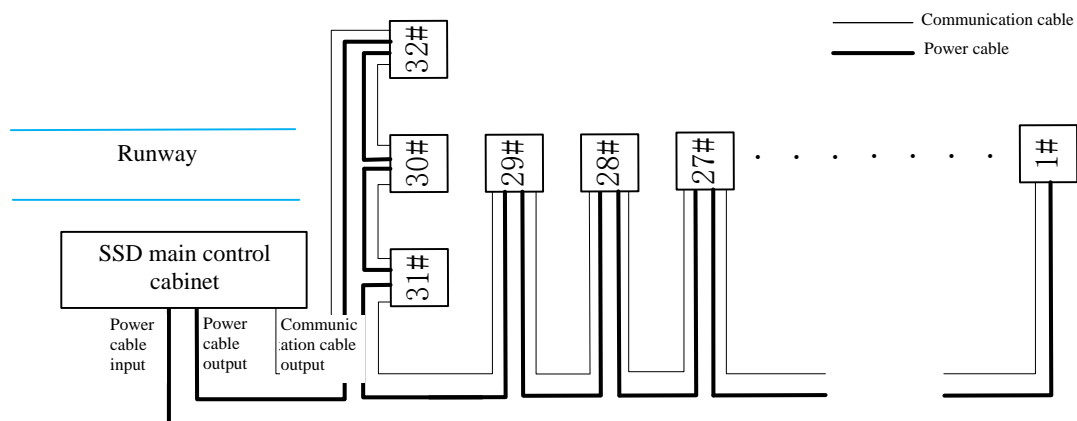 Communication cable
Power cable
32#
Runway
30#
29#
28#
27#
. . . . . . . .
1#
SSD main control
cabinet
31#
Power
cable
input
Power
cable
output
Communic
ation cable
output